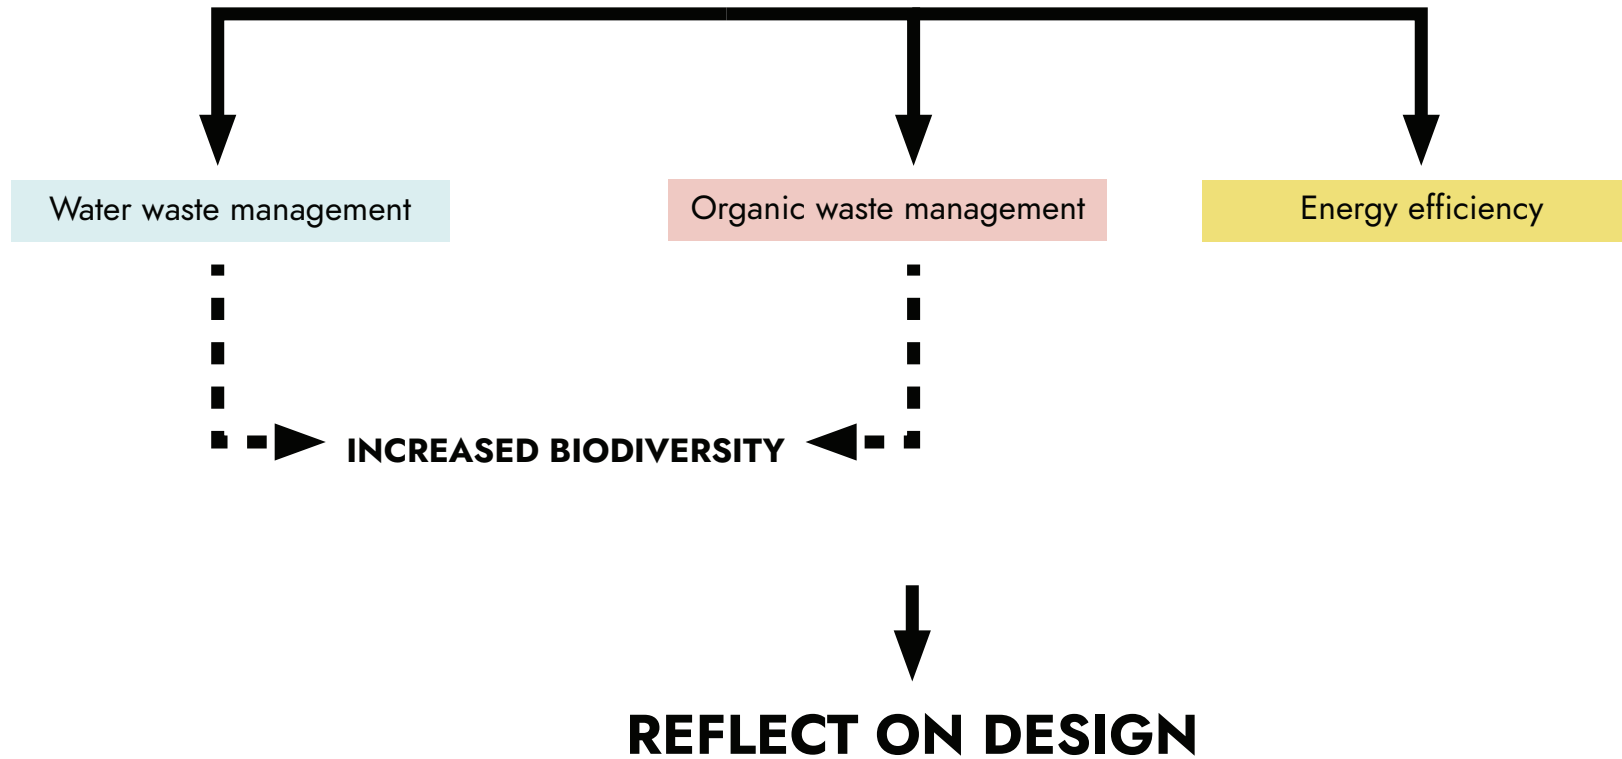 Water waste management
Organic waste management
Energy efficiency
INCREASED BIODIVERSITY
REFLECT ON DESIGN